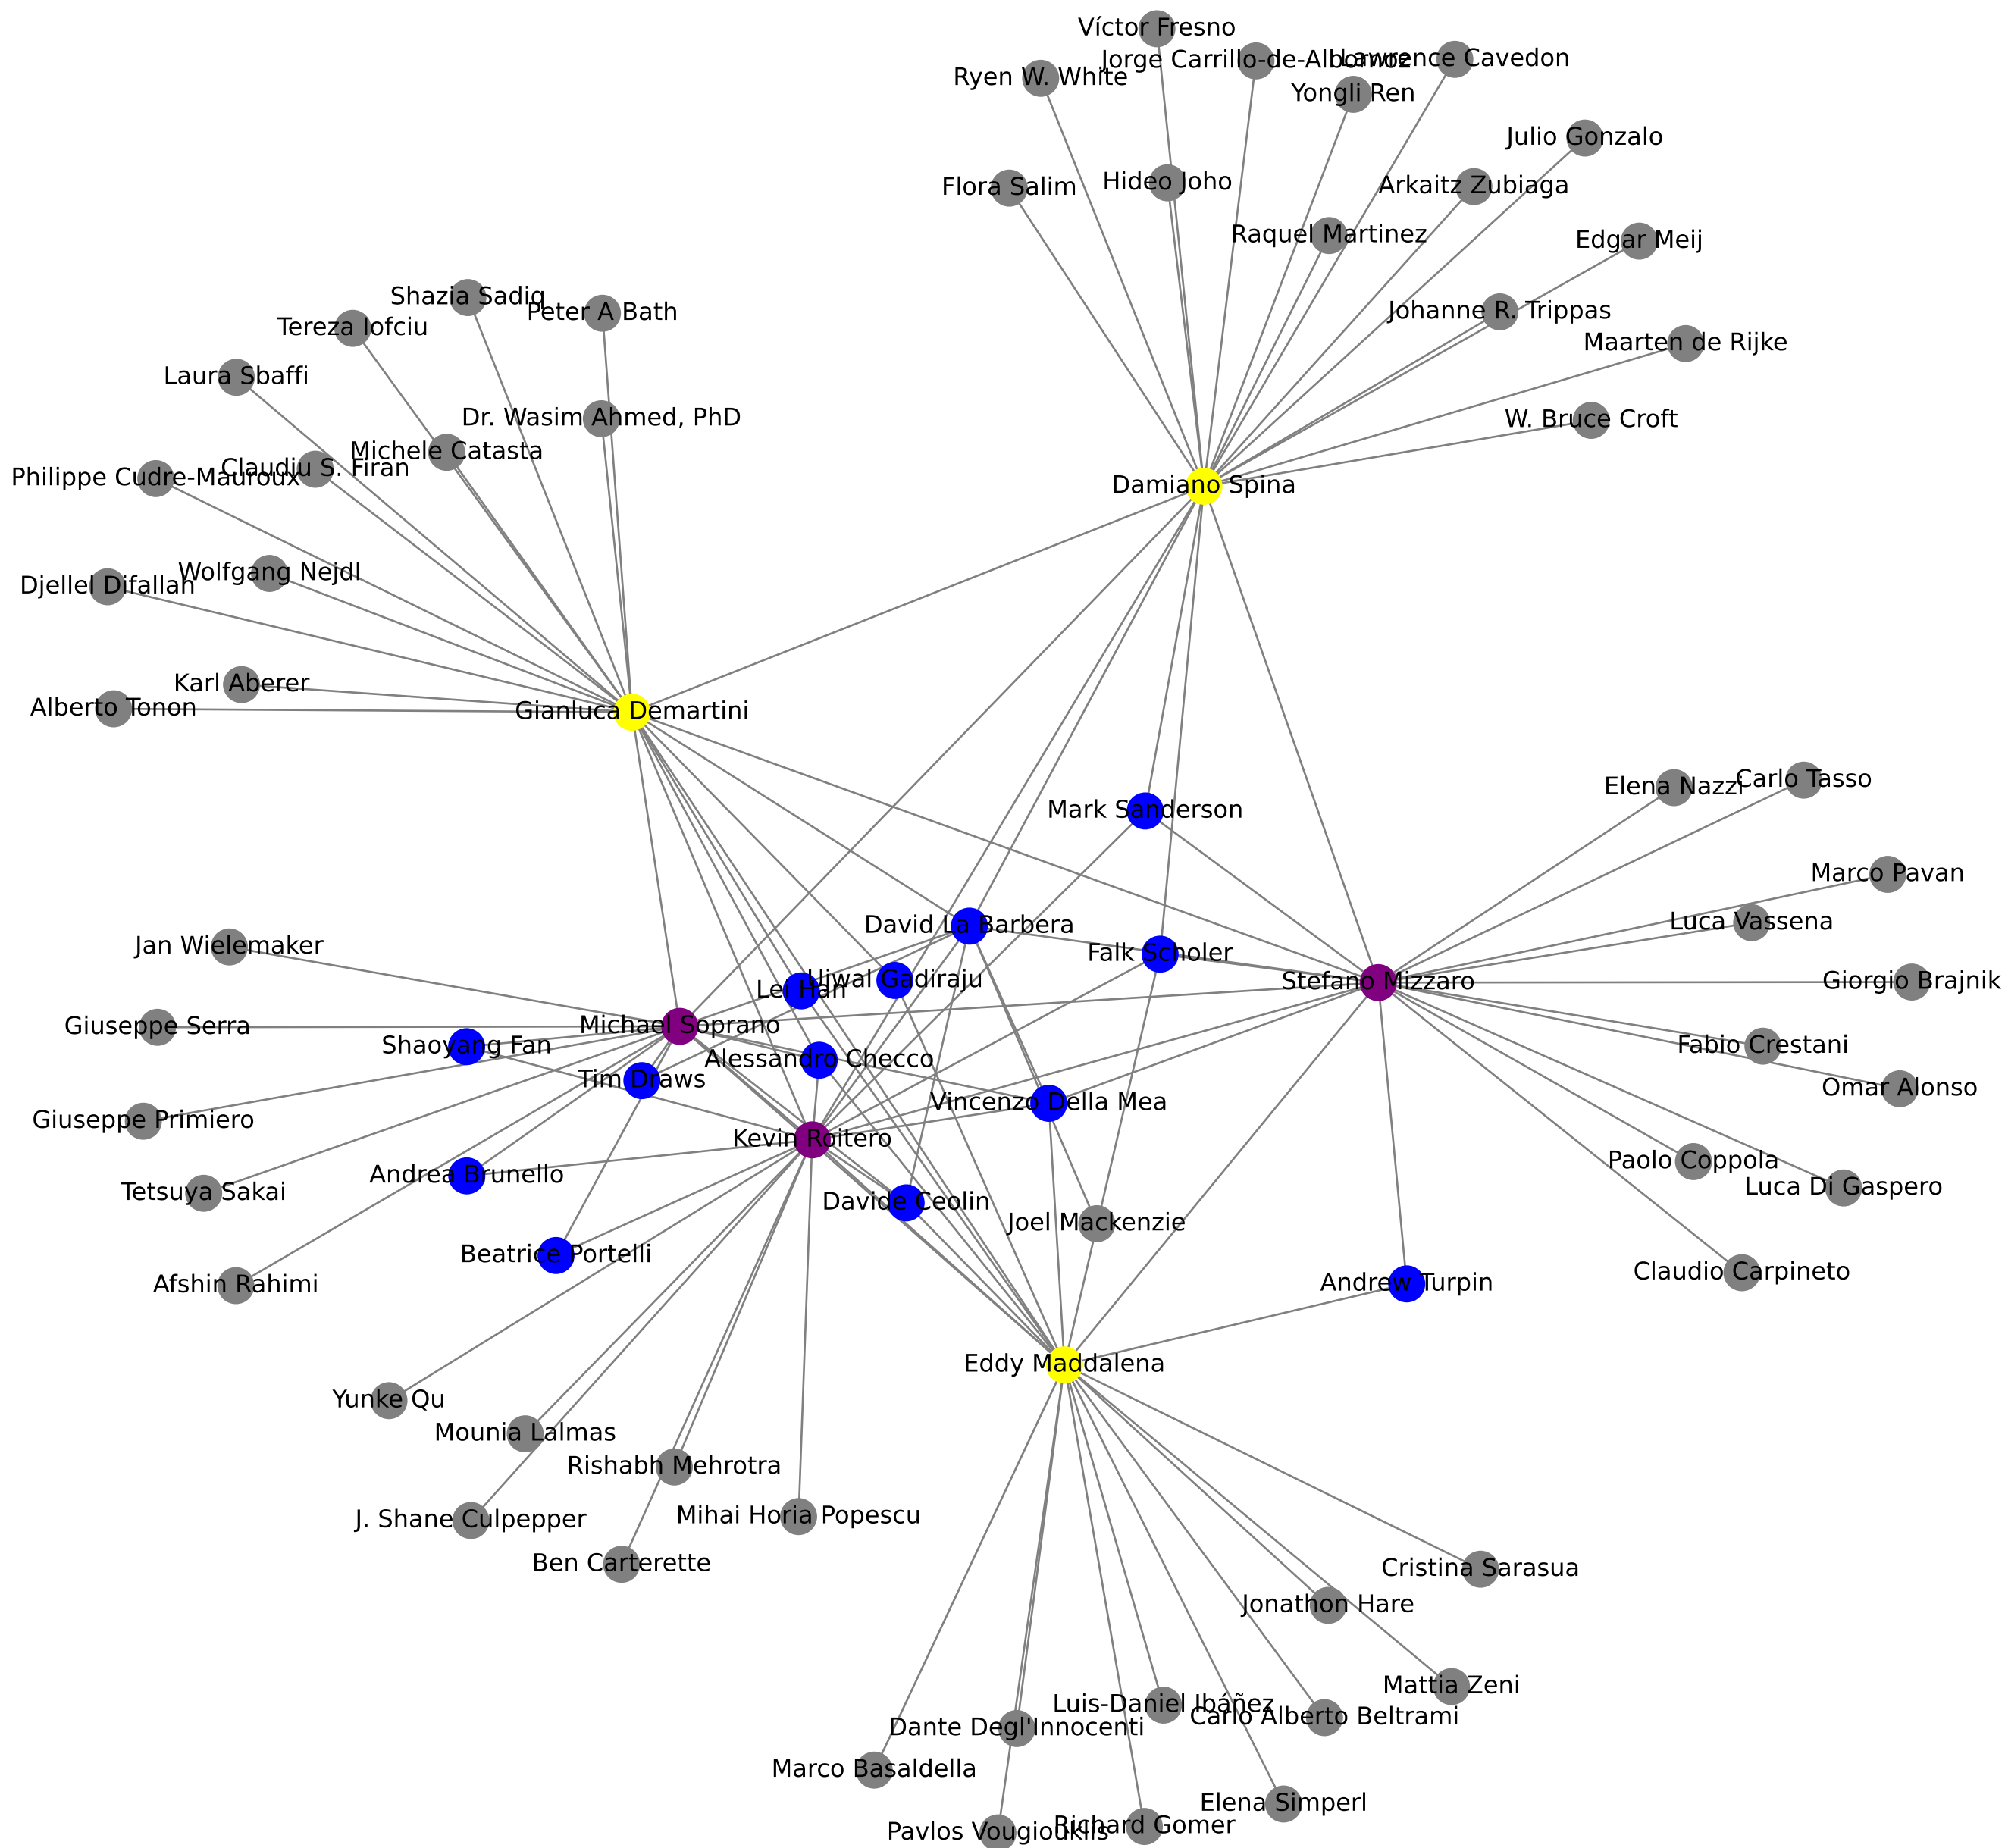 Víctor Fresno
Jorge Carrillo-de-Albornoz
Lawrence Cavedon
Ryen W. White
Yongli Ren
Julio Gonzalo
Flora Salim
Hideo Joho
Arkaitz Zubiaga
Raquel Martinez
Edgar Meij
Shazia Sadiq
Peter A Bath
Tereza Iofciu
Johanne R. Trippas
Maarten de Rijke
Laura Sbaffi
Dr. Wasim Ahmed, PhD
W. Bruce Croft
Michele Catasta
Claudiu S. Firan
Philippe Cudre-Mauroux
Damiano Spina
Wolfgang Nejdl
Djellel Difallah
Karl Aberer
Alberto Tonon
Gianluca Demartini
Elena Nazzi
Carlo Tasso
Mark Sanderson
Marco Pavan
Luca Vassena
David La Barbera
Jan Wielemaker
Falk Scholer
Ujwal Gadiraju
Lei Han
Stefano Mizzaro
Giorgio Brajnik
Giuseppe Serra
Michael Soprano
Shaoyang Fan
Alessandro Checco
Fabio Crestani
Tim Draws
Omar Alonso
Vincenzo Della Mea
Giuseppe Primiero
Kevin Roitero
Paolo Coppola
Andrea Brunello
Tetsuya Sakai
Luca Di Gaspero
Davide Ceolin
Joel Mackenzie
Beatrice Portelli
Claudio Carpineto
Afshin Rahimi
Andrew Turpin
Eddy Maddalena
Yunke Qu
Mounia Lalmas
Rishabh Mehrotra
J. Shane Culpepper
Mihai Horia Popescu
Ben Carterette
Cristina Sarasua
Jonathon Hare
Mattia Zeni
Luis-Daniel Ibáñez
Carlo Alberto Beltrami
Dante Degl'Innocenti
Marco Basaldella
Elena Simperl
Pavlos Vougiouklis
Richard Gomer